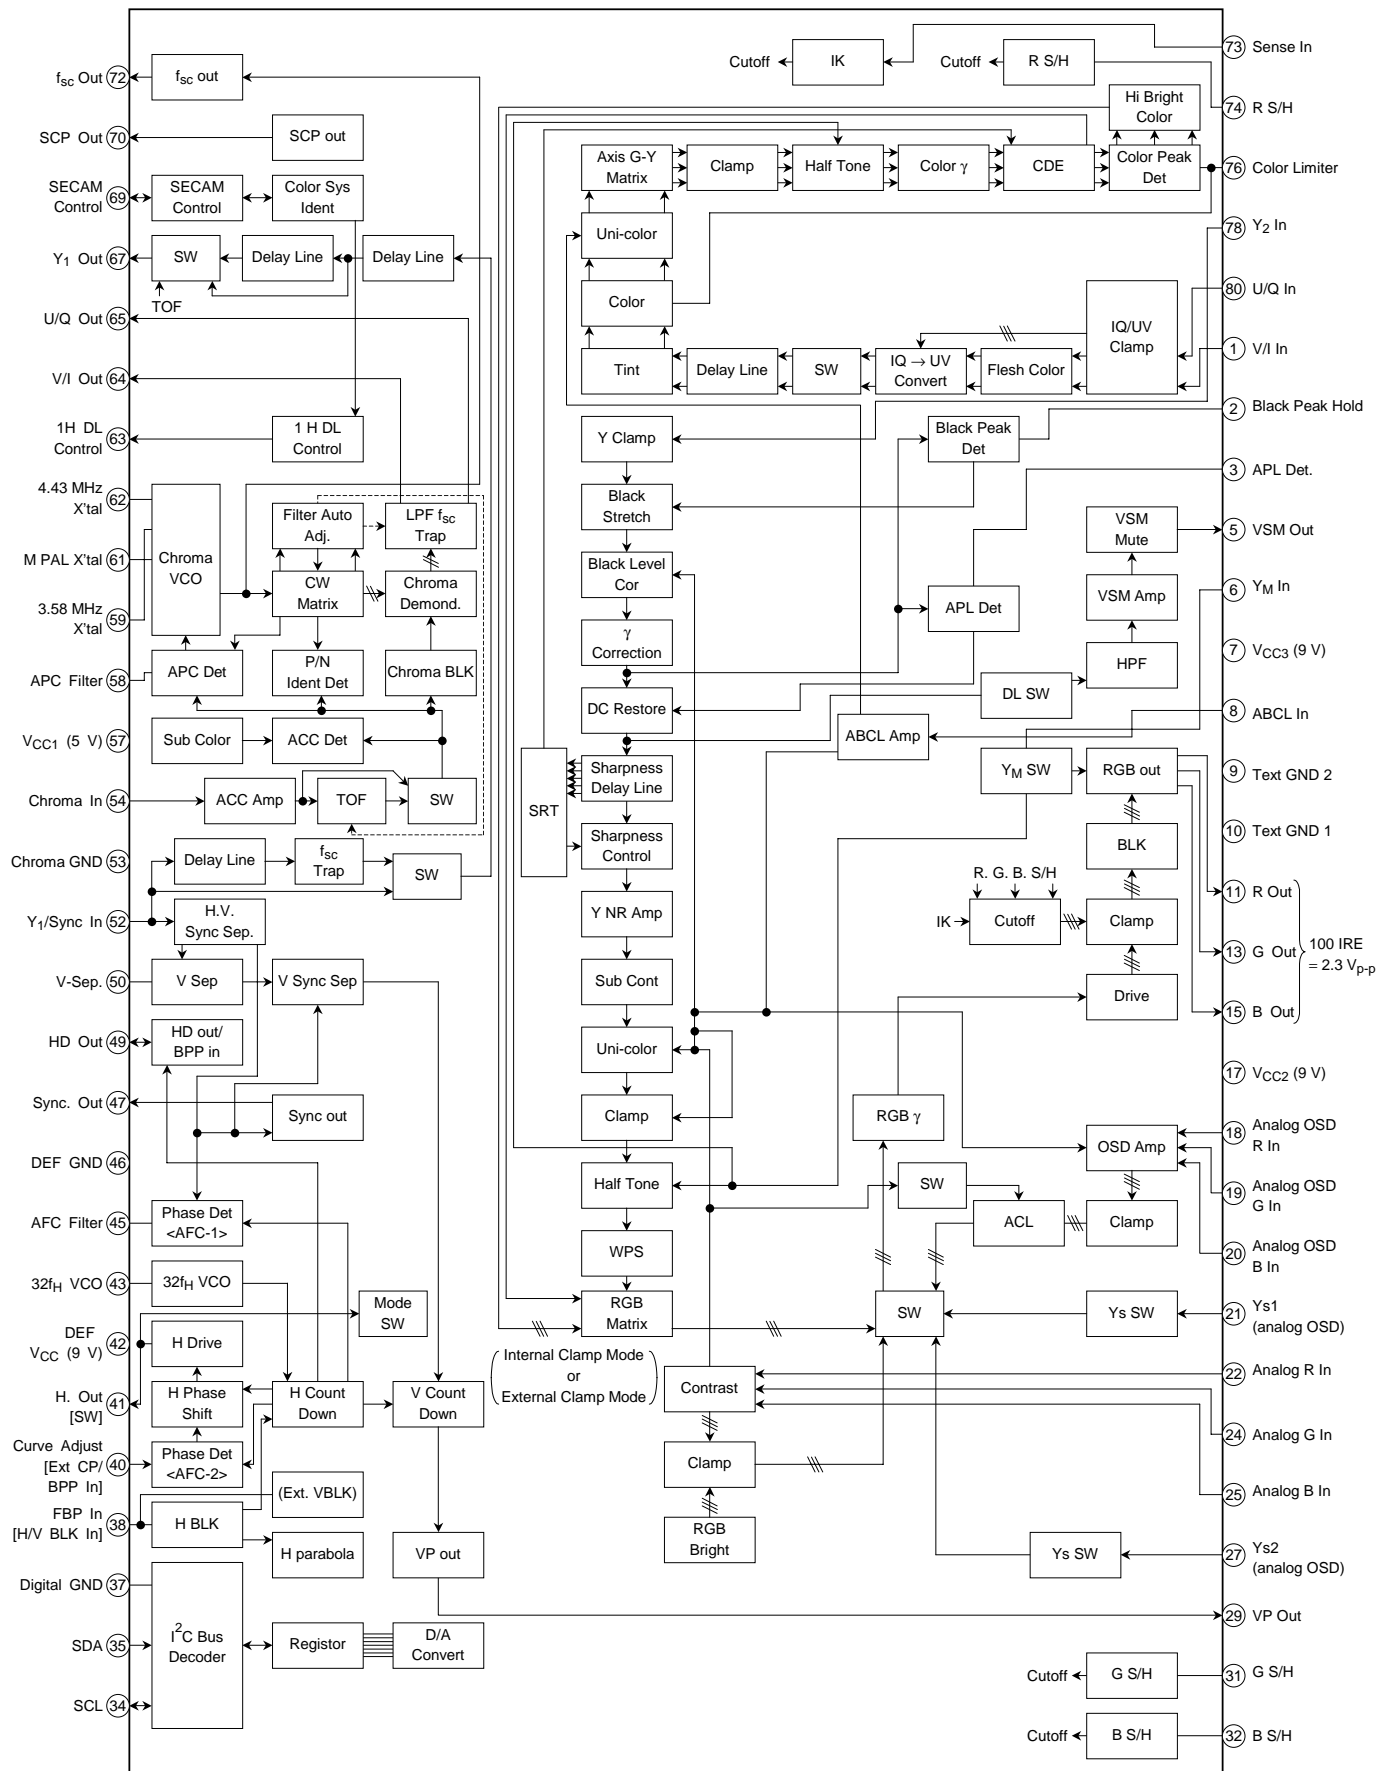 f_sc Out 72
f_sc out
SCP Out 70
SCP out
SECAM
Control 69
SECAM
Control
Color Sys
Ident
Y₁ Out 67
SW
Delay Line
Delay Line
TOF
U/Q Out 65
V/I Out 64
1H DL
Control 63
1 H DL
Control
4.43 MHz
X'tal 62
M PAL X'tal 61
3.58 MHz
X'tal 59
Chroma
VCO
Filter Auto
Adj.
LPF f_sc
Trap
CW
Matrix
Chroma
Demond.
APC Filter 58
APC Det
P/N
Ident Det
Chroma BLK
V_CC1 (5 V) 57
Sub Color
ACC Det
Chroma In 54
ACC Amp
TOF
SW
Chroma GND 53
Delay Line
f_sc
Trap
SW
Y₁/Sync In 52
H.V.
Sync Sep.
V-Sep. 50
V Sep
V Sync Sep
HD Out 49
HD out/
BPP in
Sync. Out 47
Sync out
DEF GND 46
AFC Filter 45
Phase Det
<AFC-1>
32f_H VCO 43
32f_H VCO
Mode
SW
DEF
V_CC (9 V) 42
H Drive
H. Out
[SW] 41
H Phase
Shift
H Count
Down
V Count
Down
Curve Adjust
[Ext CP/
BPP In] 40
Phase Det
<AFC-2>
FBP In
[H/V BLK In] 38
H BLK
(Ext. VBLK)
H parabola
VP out
Digital GND 37
SDA 35
SCL 34
I²C Bus
Decoder
Registor
D/A
Convert
Cutoff
IK
Cutoff
R S/H
73 Sense In
74 R S/H
Hi Bright
Color
Axis G-Y
Matrix
Clamp
Half Tone
Color γ
CDE
Color Peak
Det
76 Color Limiter
Uni-color
78 Y₂ In
Color
80 U/Q In
IQ/UV
Clamp
1 V/I In
Tint
Delay Line
SW
IQ → UV
Convert
Flesh Color
2 Black Peak Hold
Y Clamp
Black Peak
Det
3 APL Det.
Black
Stretch
VSM
Mute
5 VSM Out
Black Level
Cor
APL Det
VSM Amp
6 Y_M In
γ
Correction
HPF
7 V_CC3 (9 V)
DC Restore
DL SW
8 ABCL In
ABCL Amp
SRT
Sharpness
Delay Line
Y_M SW
RGB out
9 Text GND 2
Sharpness
Control
BLK
10 Text GND 1
R. G. B. S/H
Y NR Amp
IK
Cutoff
Clamp
11 R Out
13 G Out
15 B Out
100 IRE
= 2.3 V_p-p
Sub Cont
Drive
Uni-color
17 V_CC2 (9 V)
Clamp
RGB γ
OSD Amp
18 Analog OSD
R In
Half Tone
SW
ACL
Clamp
19 Analog OSD
G In
WPS
20 Analog OSD
B In
RGB
Matrix
SW
Ys SW
21 Ys1
(analog OSD)
Internal Clamp Mode
or
External Clamp Mode
Contrast
22 Analog R In
24 Analog G In
Clamp
25 Analog B In
RGB
Bright
Ys SW
27 Ys2
(analog OSD)
29 VP Out
Cutoff
G S/H
31 G S/H
Cutoff
B S/H
32 B S/H